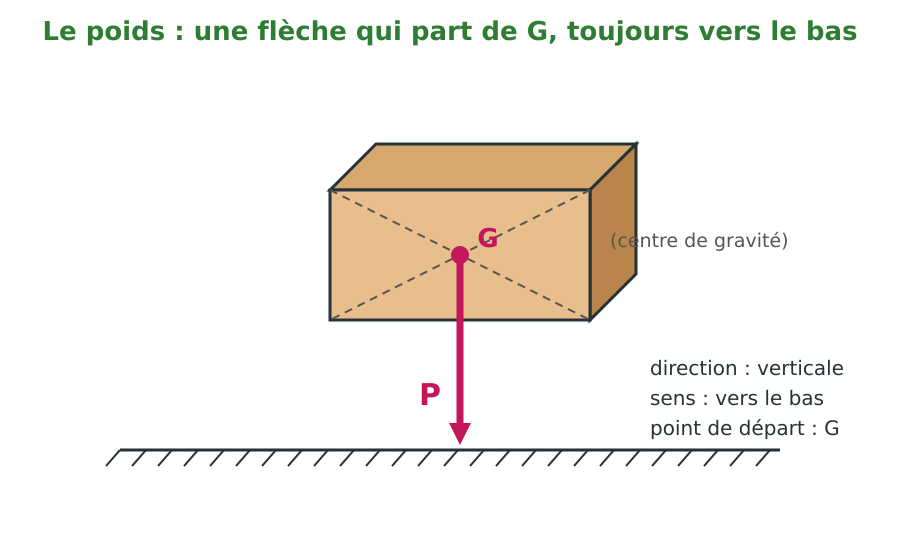 Le poids : une flèche qui part de G, toujours vers le bas
G
(centre de gravité)
P
direction : verticale
sens : vers le bas
point de départ : G